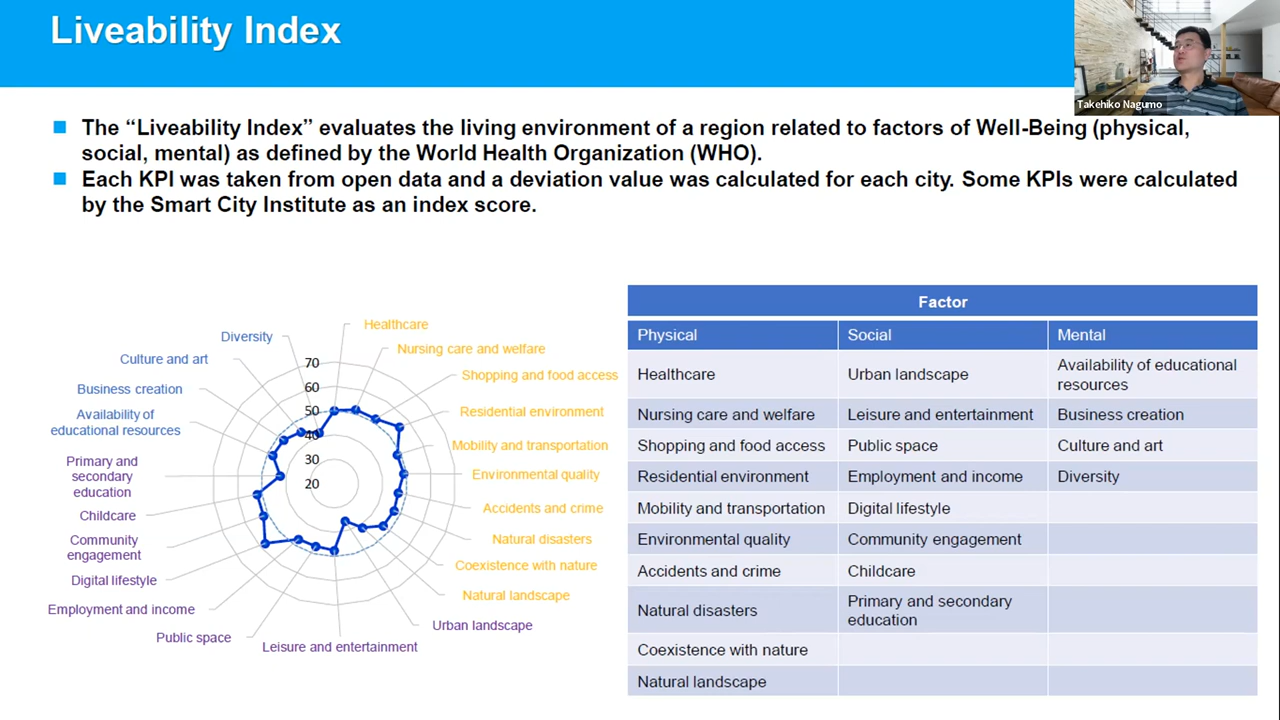 Liveability Index
Takehiko Nagumo
■ The “Liveability Index” evaluates the living environment of a region related to factors of Well-Being (physical,
social, mental) as defined by the World Health Organization (WHO).
■ Each KPI was taken from open data and a deviation value was calculated for each city. Some KPIs were calculated
by the Smart City Institute as an index score.
Healthcare
Nursing care and welfare
Shopping and food access
Residential environment
Mobility and transportation
Environmental quality
Accidents and crime
Natural disasters
Coexistence with nature
Natural landscape
Urban landscape
Leisure and entertainment
Public space
Employment and income
Digital lifestyle
Community
engagement
Childcare
Primary and
secondary
education
Availability of
educational resources
Business creation
Culture and art
Diversity
70
60
50
40
30
20
Factor
Physical Social Mental
Healthcare Urban landscape Availability of educational
resources
Nursing care and welfare Leisure and entertainment Business creation
Shopping and food access Public space Culture and art
Residential environment Employment and income Diversity
Mobility and transportation Digital lifestyle
Environmental quality Community engagement
Accidents and crime Childcare
Natural disasters Primary and secondary
education
Coexistence with nature
Natural landscape